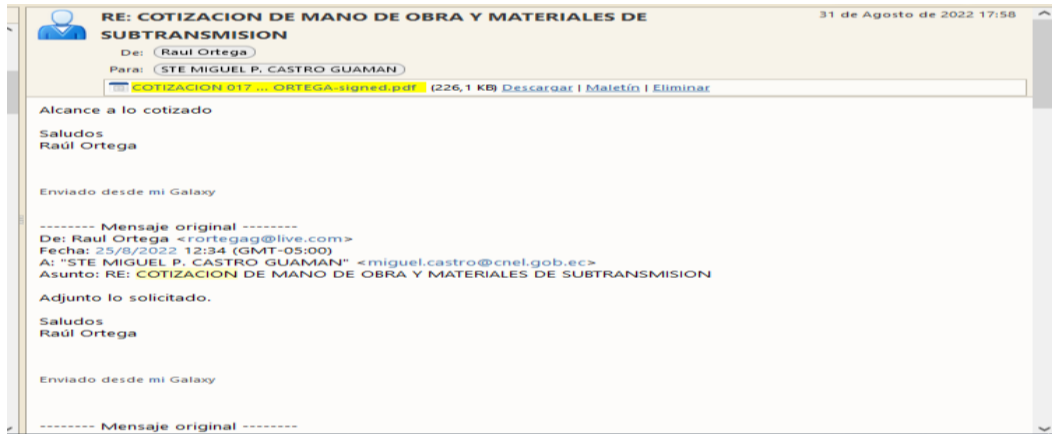 RE: COTIZACION DE MANO DE OBRA Y MATERIALES DE
31 de Agosto de 2022 17:58
SUBTRANSMISION
De: Raul Ortega
Para: STE MIGUEL P. CASTRO GUAMAN
COTIZACION 017 ... ORTEGA-signed.pdf (226,1 KB) Descargar | Maletín | Eliminar
Alcance a lo cotizado
Saludos
Raúl Ortega
Enviado desde mi Galaxy
-------- Mensaje original --------
De: Raul Ortega <rortegag@live.com>
Fecha: 25/8/2022 12:34 (GMT-05:00)
A: "STE MIGUEL P. CASTRO GUAMAN" <miguel.castro@cnel.gob.ec>
Asunto: RE: COTIZACION DE MANO DE OBRA Y MATERIALES DE SUBTRANSMISION
Adjunto lo solicitado.
Saludos
Raúl Ortega
Enviado desde mi Galaxy
-------- Mensaje original --------